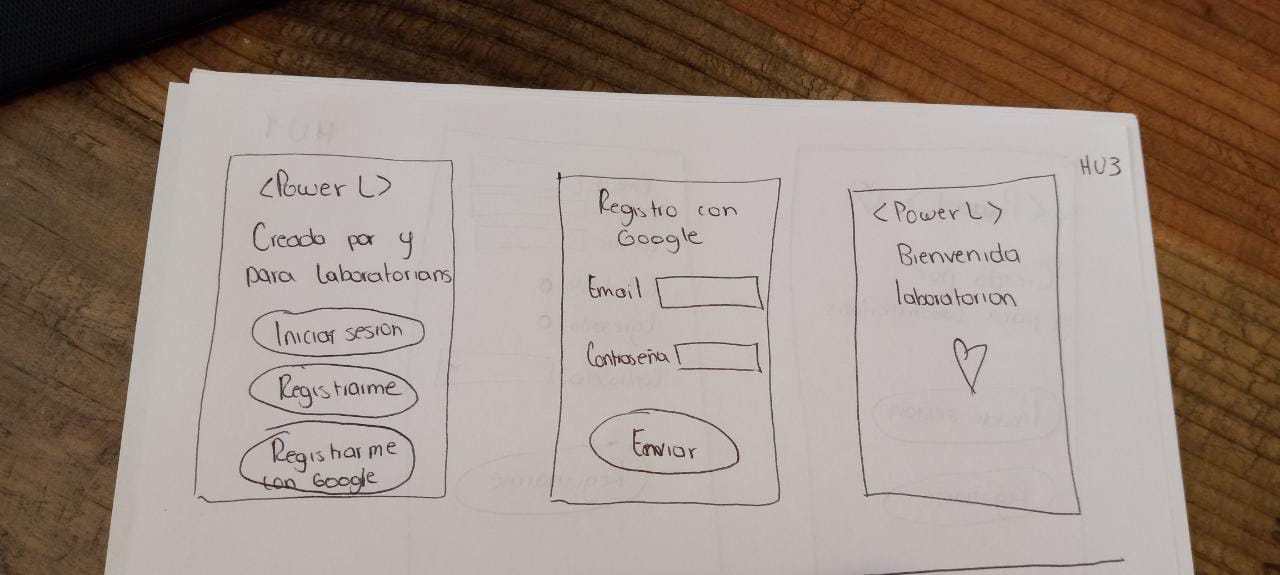 HU3
<Power L>
Creado por y
para laboratorians
Iniciar sesion
Registrarme
Registrarme
con Google
Registro con
Google
Email
Contraseña
Enviar
<Power L>
Bienvenida
laboratorian